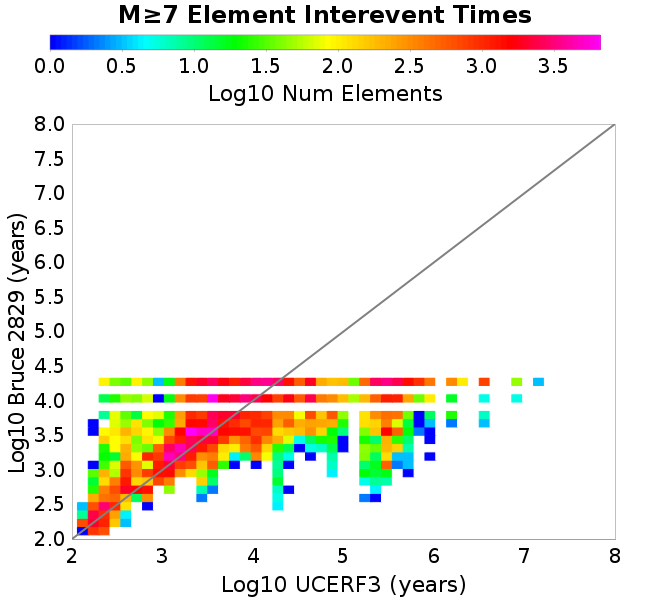 M≥7 Element Interevent Times
0.0 0.5 1.0 1.5 2.0 2.5 3.0 3.5
Log10 Num Elements
8.0
7.5
7.0
6.5
6.0
5.5
5.0
4.5
4.0
3.5
3.0
2.5
2.0
Log10 Bruce 2829 (years)
2 3 4 5 6 7 8
Log10 UCERF3 (years)